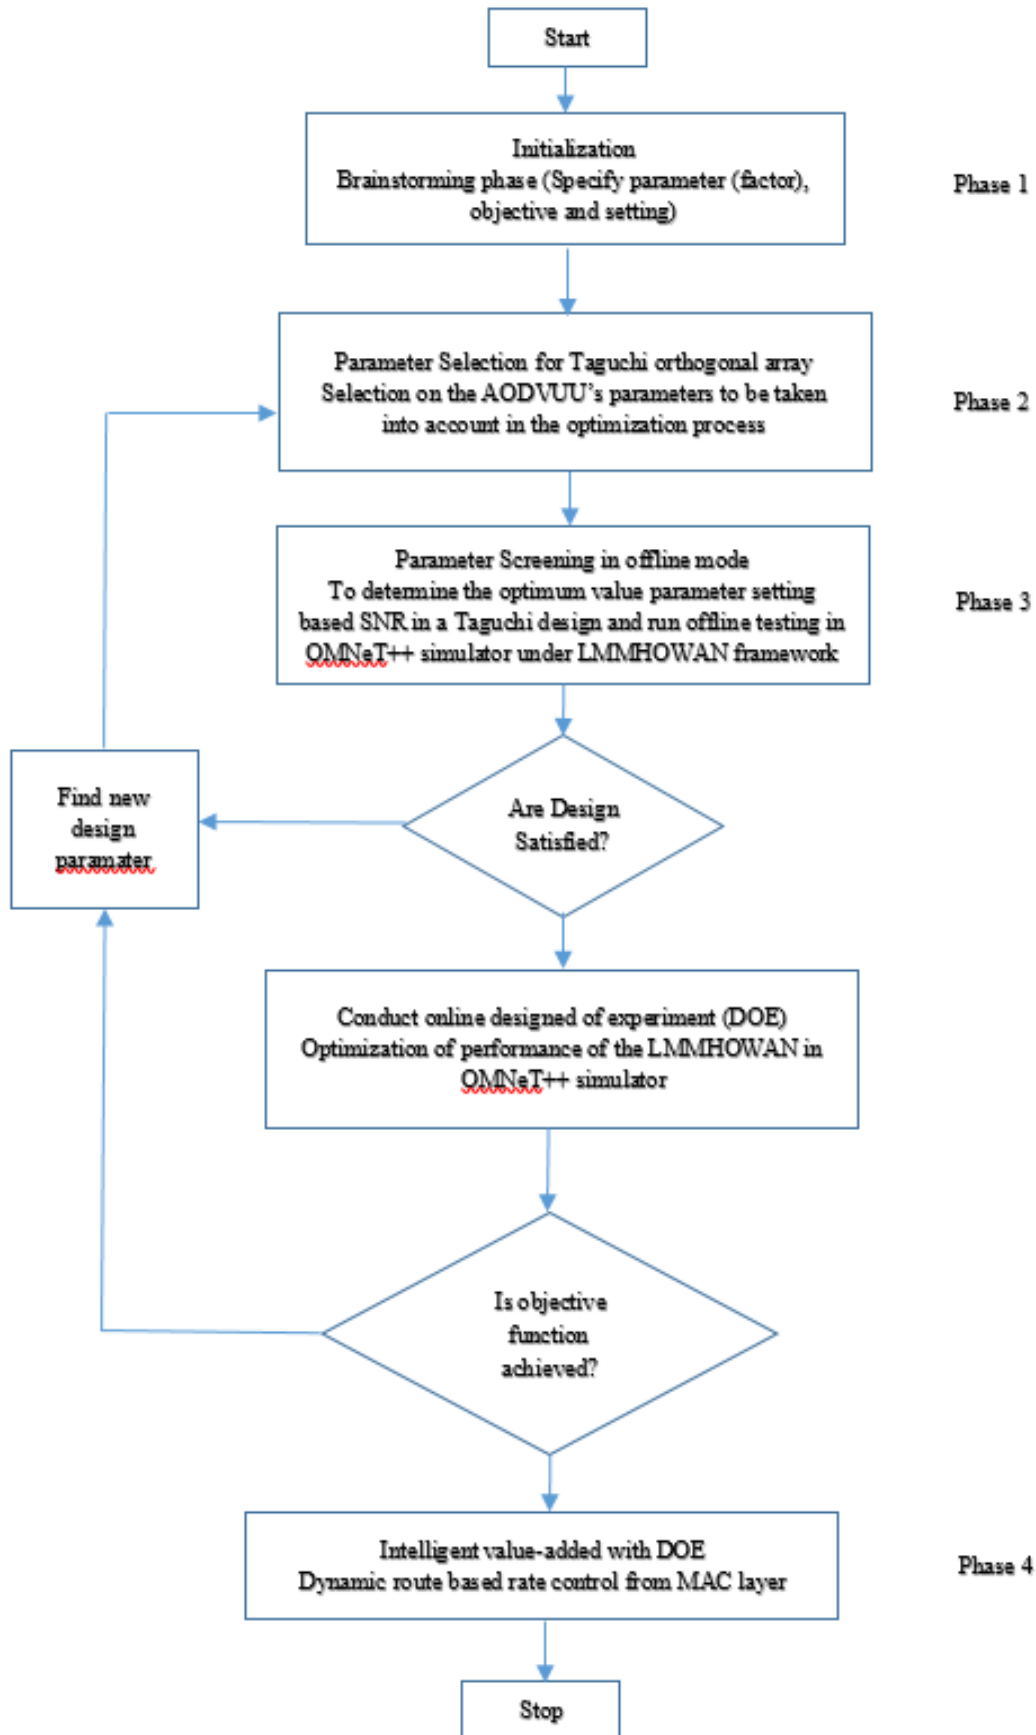 Start
Initialization
Brainstorming phase (Specify parameter (factor),
objective and setting)
Phase 1
Parameter Selection for Taguchi orthogonal array
Selection on the AODVUU's parameters to be taken
into account in the optimization process
Phase 2
Parameter Screening in offline mode
To determine the optimum value parameter setting
based SNR in a Taguchi design and run offline testing in
OMNeT++ simulator under LMMHOWAN framework
Phase 3
Find new
design
paramater
Are Design
Satisfied?
Conduct online designed of experiment (DOE)
Optimization of performance of the LMMHOWAN in
OMNeT++ simulator
Is objective
function
achieved?
Intelligent value-added with DOE
Dynamic route based rate control from MAC layer
Phase 4
Stop